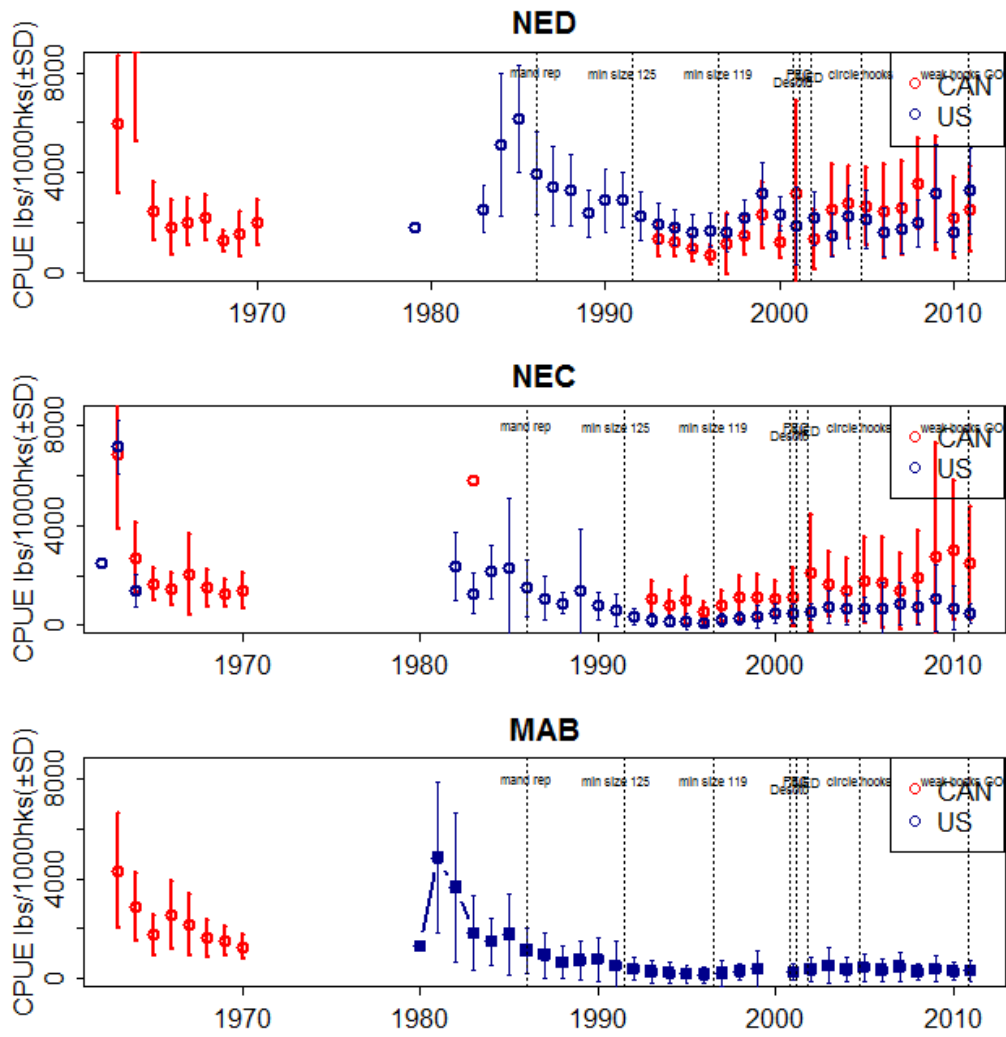 NED
CPUE lbs/1000hks(±SD)
0 4000 8000
mand rep min size 125 min size 119 circle hooks weak hooks GO
CAN
US
1970 1980 1990 2000 2010
NEC
CPUE lbs/1000hks(±SD)
0 4000 8000
mand rep min size 125 min size 119 circle hooks weak hooks GO
CAN
US
1970 1980 1990 2000 2010
MAB
CPUE lbs/1000hks(±SD)
0 4000 8000
mand rep min size 125 min size 119 circle hooks weak hooks GO
CAN
US
1970 1980 1990 2000 2010